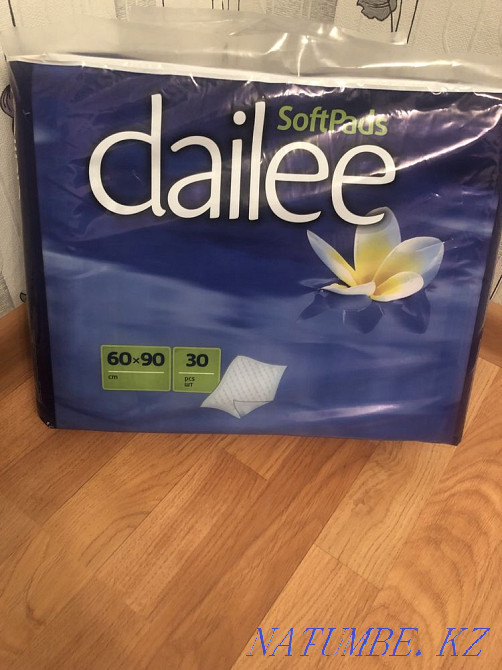 SoftPads
dailee
60×90
cm
30
pcs
шт
NATUMBE.KZ